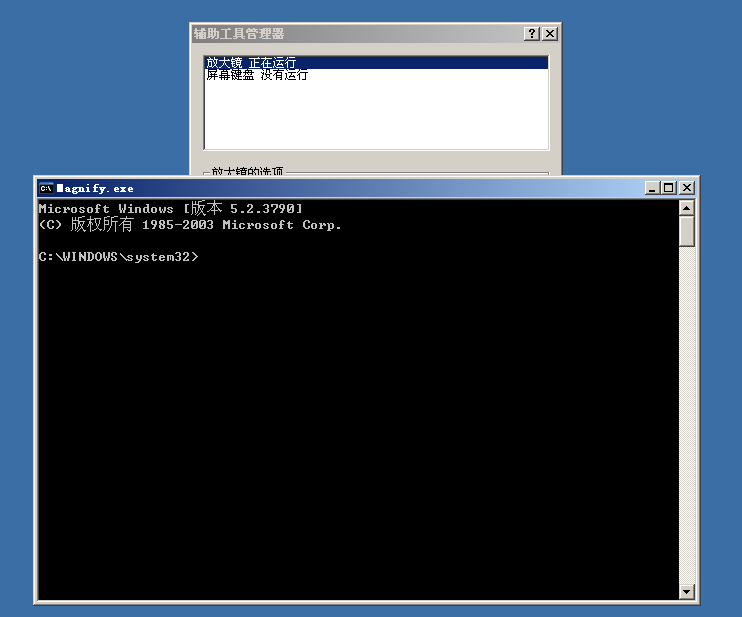 辅助工具管理器
放大镜 正在运行
屏幕键盘 没有运行
放大镜的选项
Magnify.exe
Microsoft Windows [版本 5.2.3790]
(C) 版权所有 1985-2003 Microsoft Corp.
C:\WINDOWS\system32>